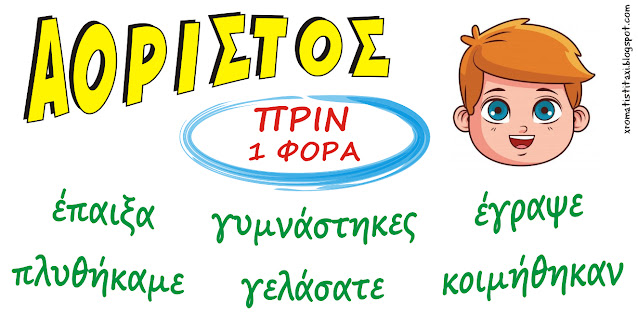 ΑΟΡΙΣΤΟΣ
ΠΡΙΝ
1 ΦΟΡΑ
έπαιξα γυμνάστηκες έγραψε
πλυθήκαμε γελάσατε κοιμήθηκαν
xromatistitaxi.blogspot.com